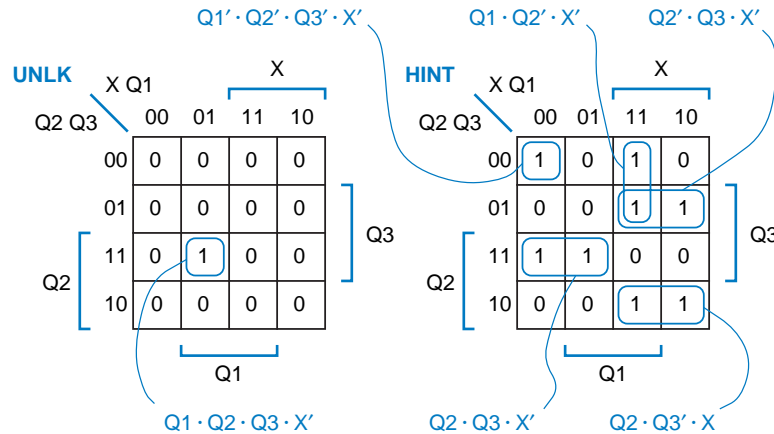 Q1′ · Q2′ · Q3′ · X′ Q1 · Q2′ · X′ Q2′ · Q3 · X′
UNLK X Q1 X HINT X Q1 X
Q2 Q3 00 01 11 10 Q2 Q3 00 01 11 10
00 0 0 0 0 00 1 0 1 0
01 0 0 0 0 01 0 0 1 1
11 0 1 0 0 11 1 1 0 0
10 0 0 0 0 10 0 0 1 1
Q2 Q3 Q2 Q3
Q1 Q1
Q1 · Q2 · Q3 · X′ Q2 · Q3 · X′ Q2 · Q3′ · X